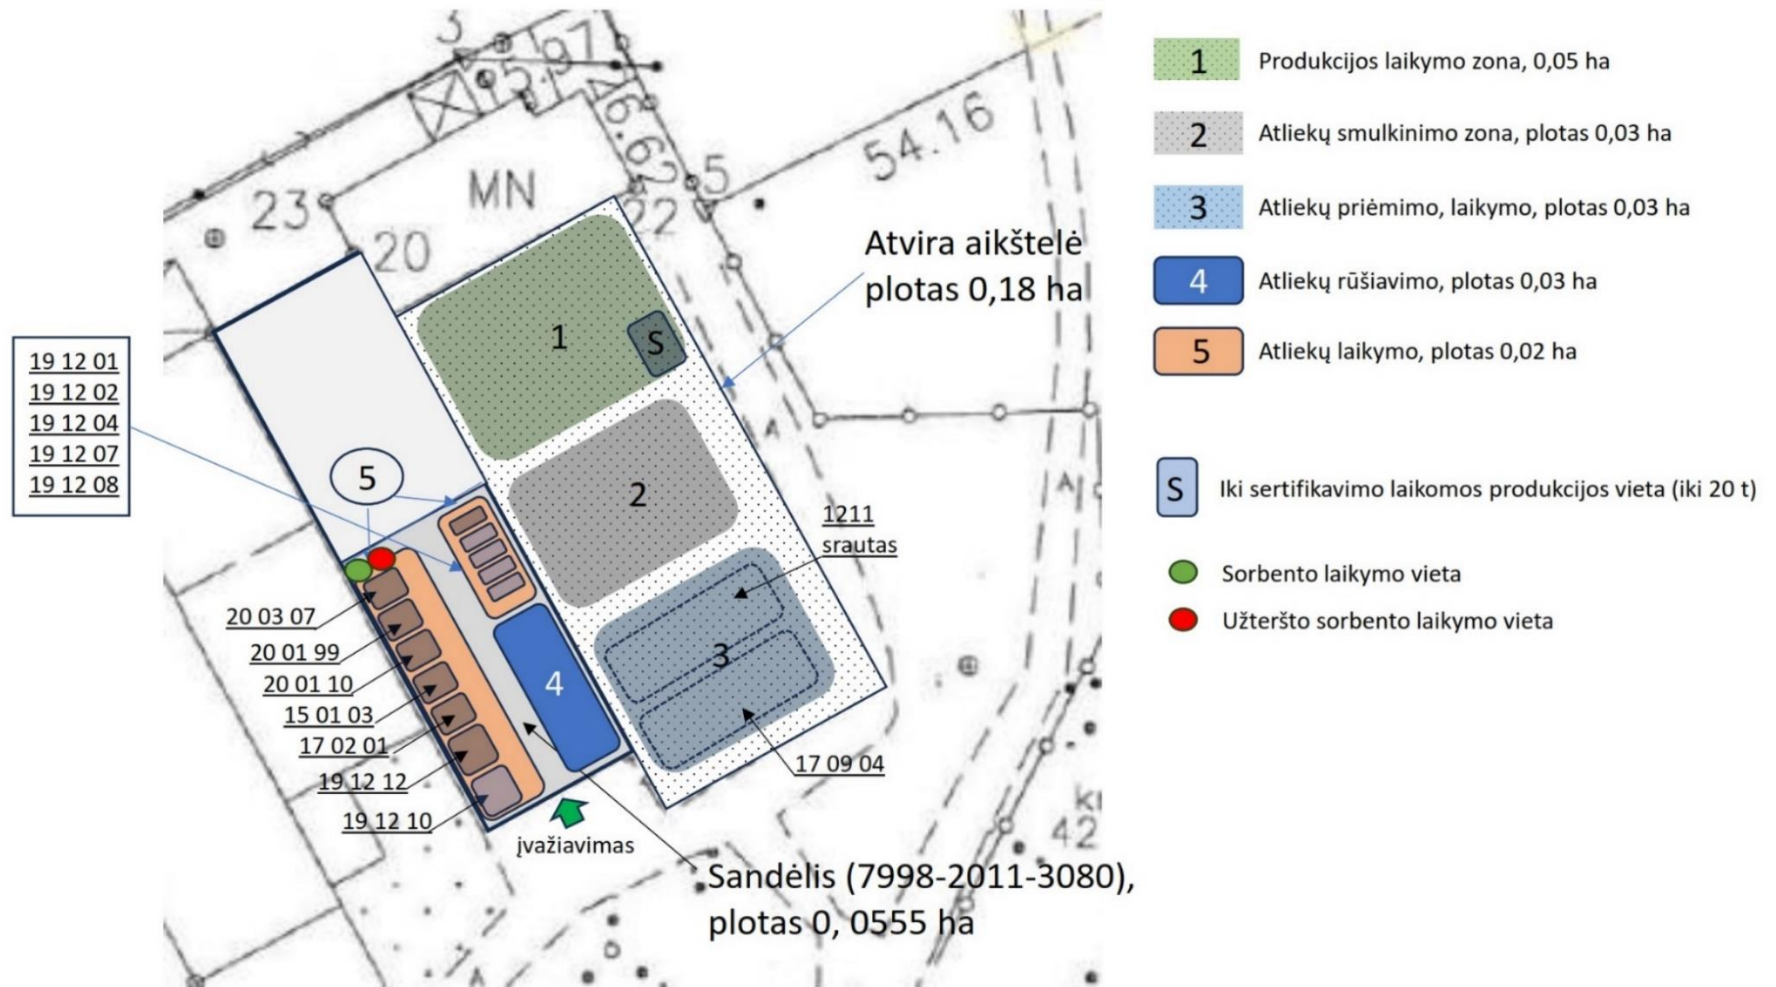 3
5.97
6.62
5
23
MN
22
54.16
20
Atvira aikštelė
plotas 0,18 ha
1
S
2
3
4
5
19 12 01
19 12 02
19 12 04
19 12 07
19 12 08
1211
srautas
20 03 07
20 01 99
20 01 10
15 01 03
17 02 01
19 12 12
19 12 10
17 09 04
įvažiavimas
A
A
A
42
Sandėlis (7998-2011-3080),
plotas 0, 0555 ha
1 Produkcijos laikymo zona, 0,05 ha
2 Atliekų smulkinimo zona, plotas 0,03 ha
3 Atliekų priėmimo, laikymo, plotas 0,03 ha
4 Atliekų rūšiavimo, plotas 0,03 ha
5 Atliekų laikymo, plotas 0,02 ha
S Iki sertifikavimo laikomos produkcijos vieta (iki 20 t)
Sorbento laikymo vieta
Užteršto sorbento laikymo vieta